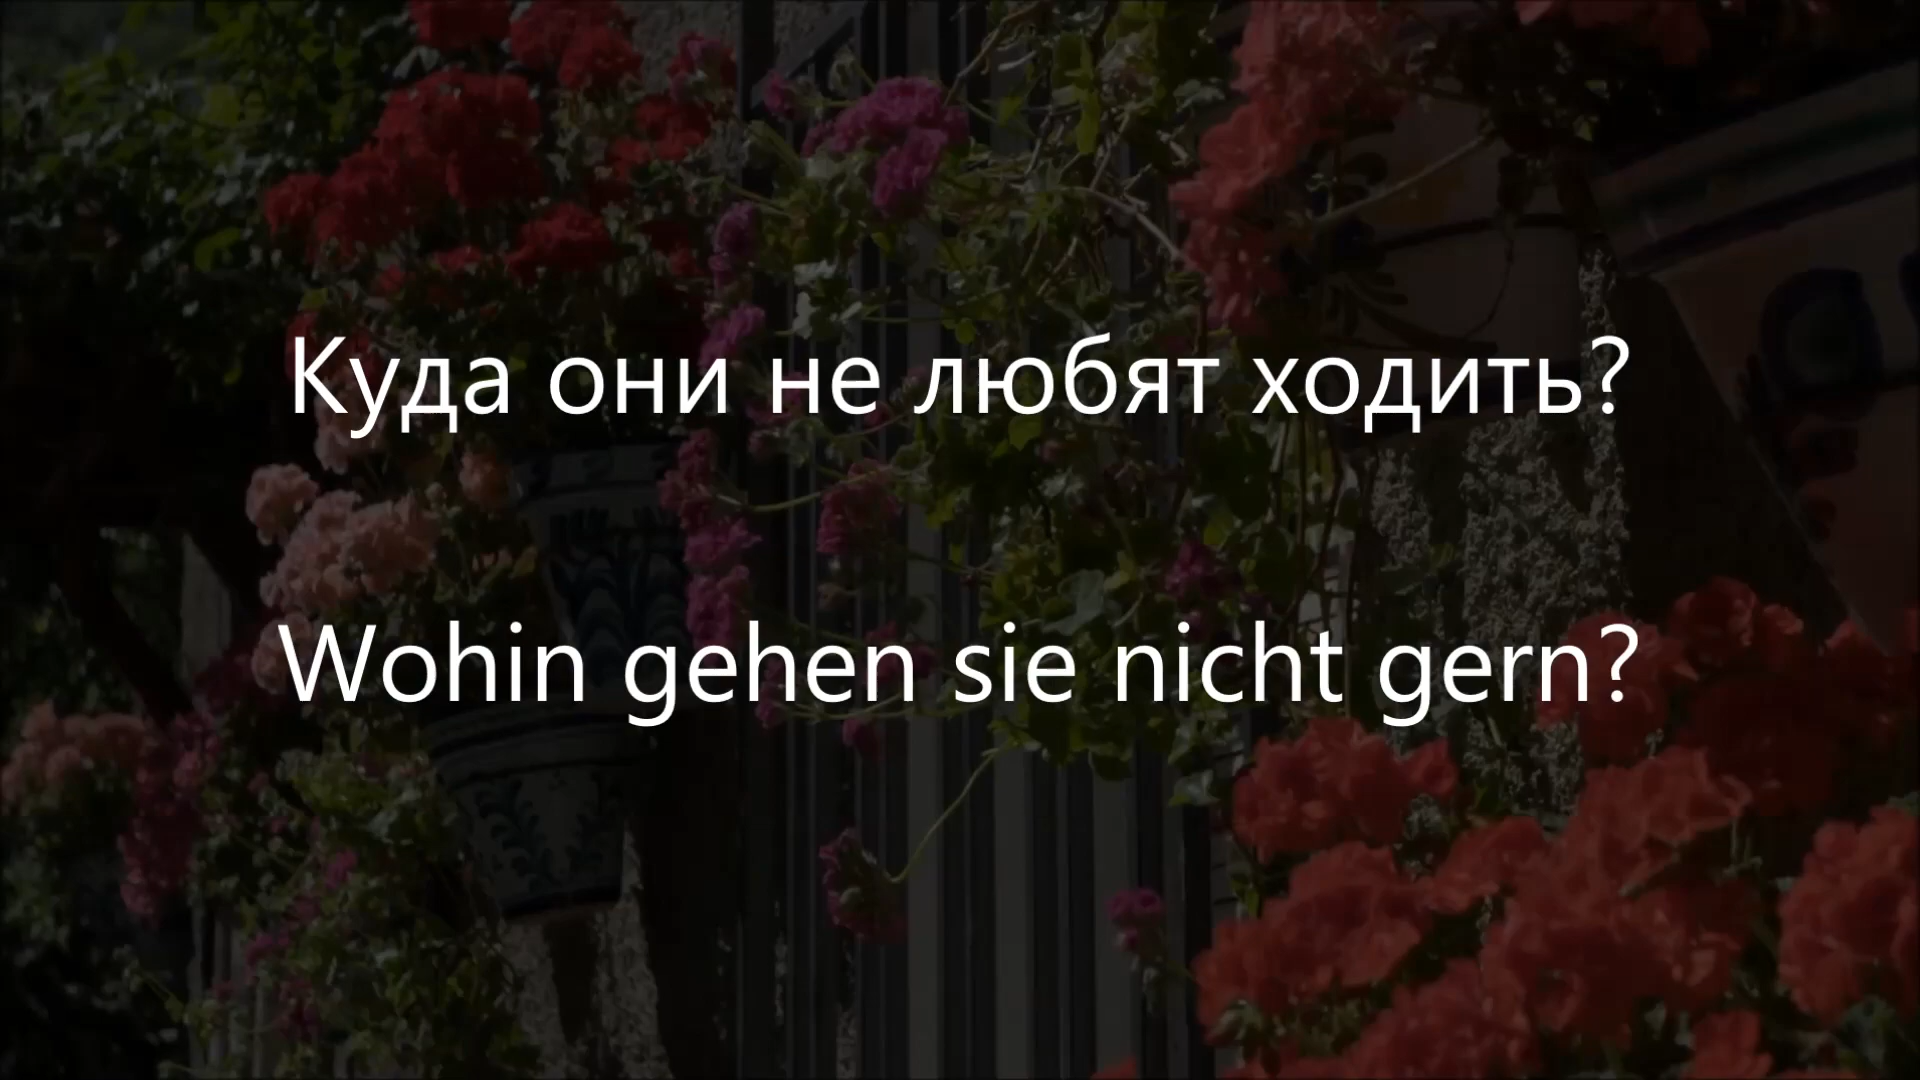 Куда они не любят ходить?
Wohin gehen sie nicht gern?